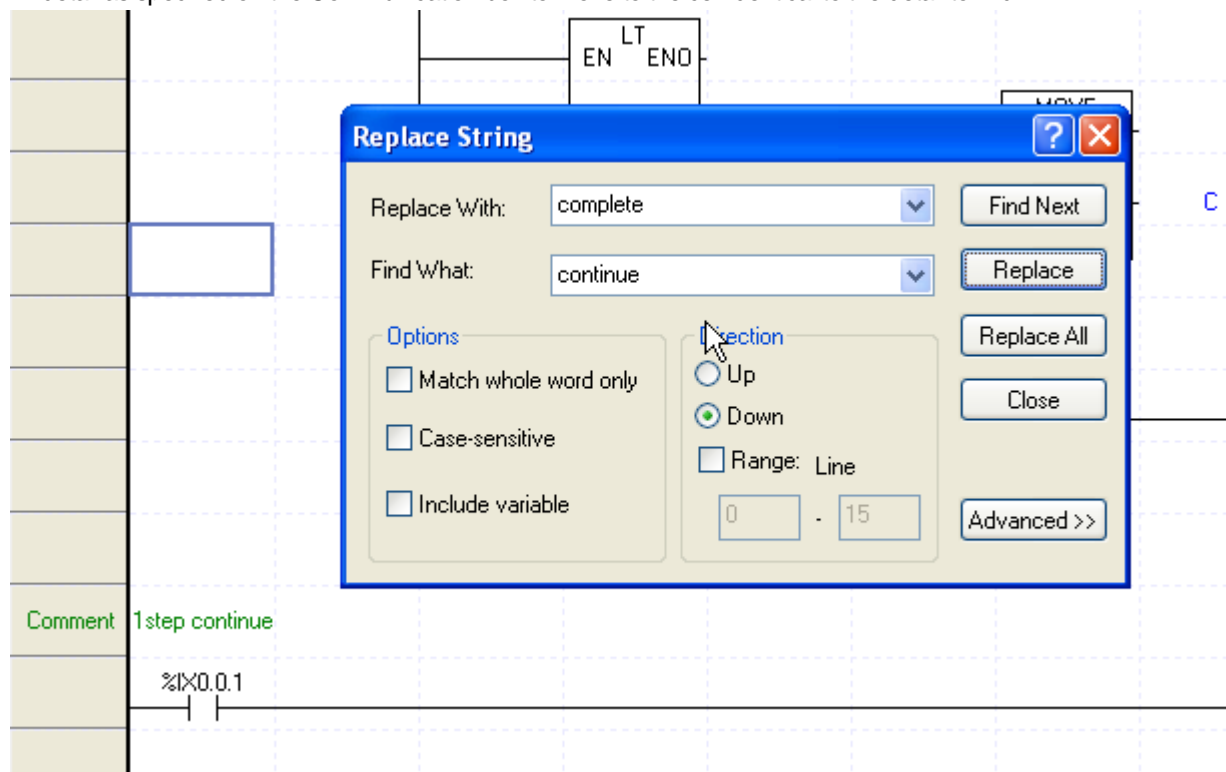 LT
EN ENO
Replace String
Replace With: complete Find Next
C
Find What: continue Replace
Options Direction Replace All
Match whole word only Up
Case-sensitive Down Close
Range: Line
Include variable 0 - 15 Advanced >>
Comment 1step continue
%IX0.0.1